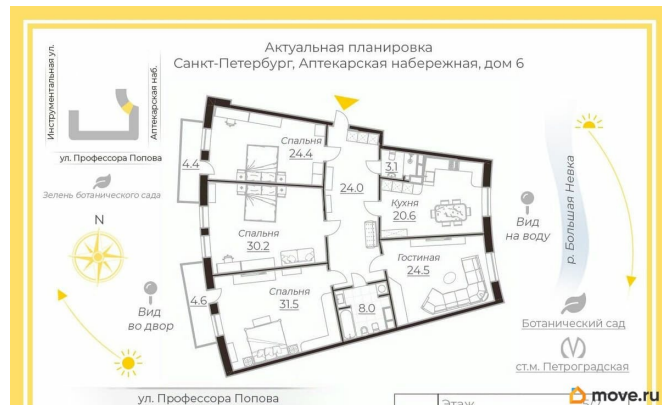 Актуальная планировка
Санкт-Петербург, Аптекарская набережная, дом 6
Инструментальная ул.
Аптекарская наб.
ул. Профессора Попова
Зелень ботанического сада
N
Вид
во двор
4.4
4.6
Спальня
24.4
Спальня
30.2
Спальня
31.5
24.0
3.1
Кухня
20.6
Гостиная
24.5
8.0
Вид
на воду
р. Большая Невка
Ботанический сад
ст.м. Петроградская
ул. Профессора Попова
Этаж
move.ru